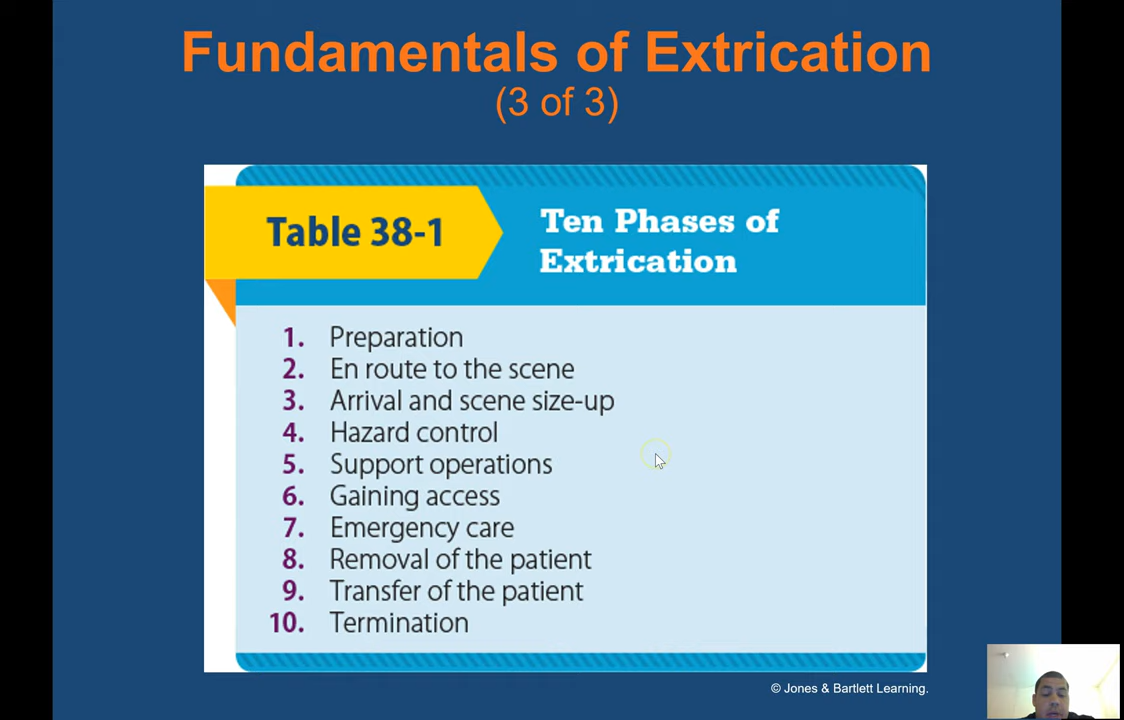 Fundamentals of Extrication
(3 of 3)
Table 38-1
Ten Phases of
Extrication
1. Preparation
2. En route to the scene
3. Arrival and scene size-up
4. Hazard control
5. Support operations
6. Gaining access
7. Emergency care
8. Removal of the patient
9. Transfer of the patient
10. Termination
© Jones & Bartlett Learning.